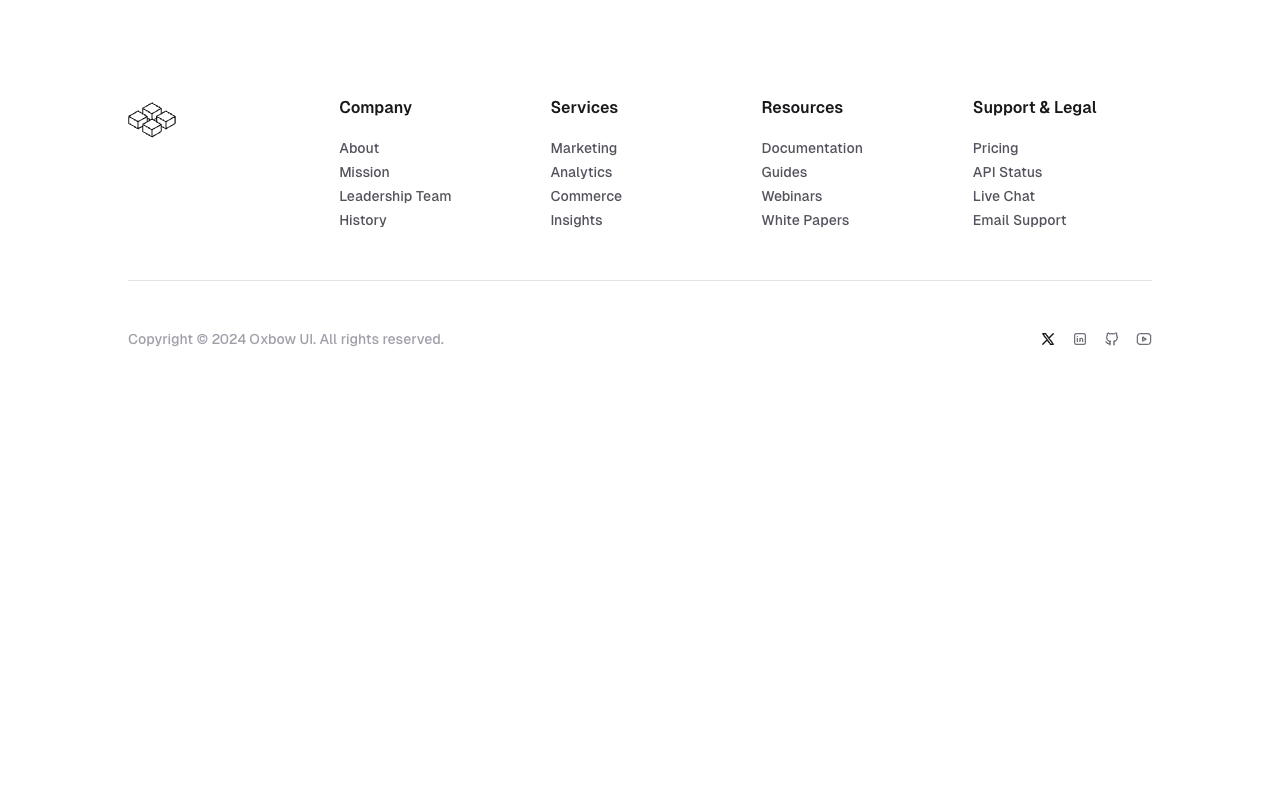 Company
About
Mission
Leadership Team
History
Services
Marketing
Analytics
Commerce
Insights
Resources
Documentation
Guides
Webinars
White Papers
Support & Legal
Pricing
API Status
Live Chat
Email Support
Copyright © 2024 Oxbow UI. All rights reserved.